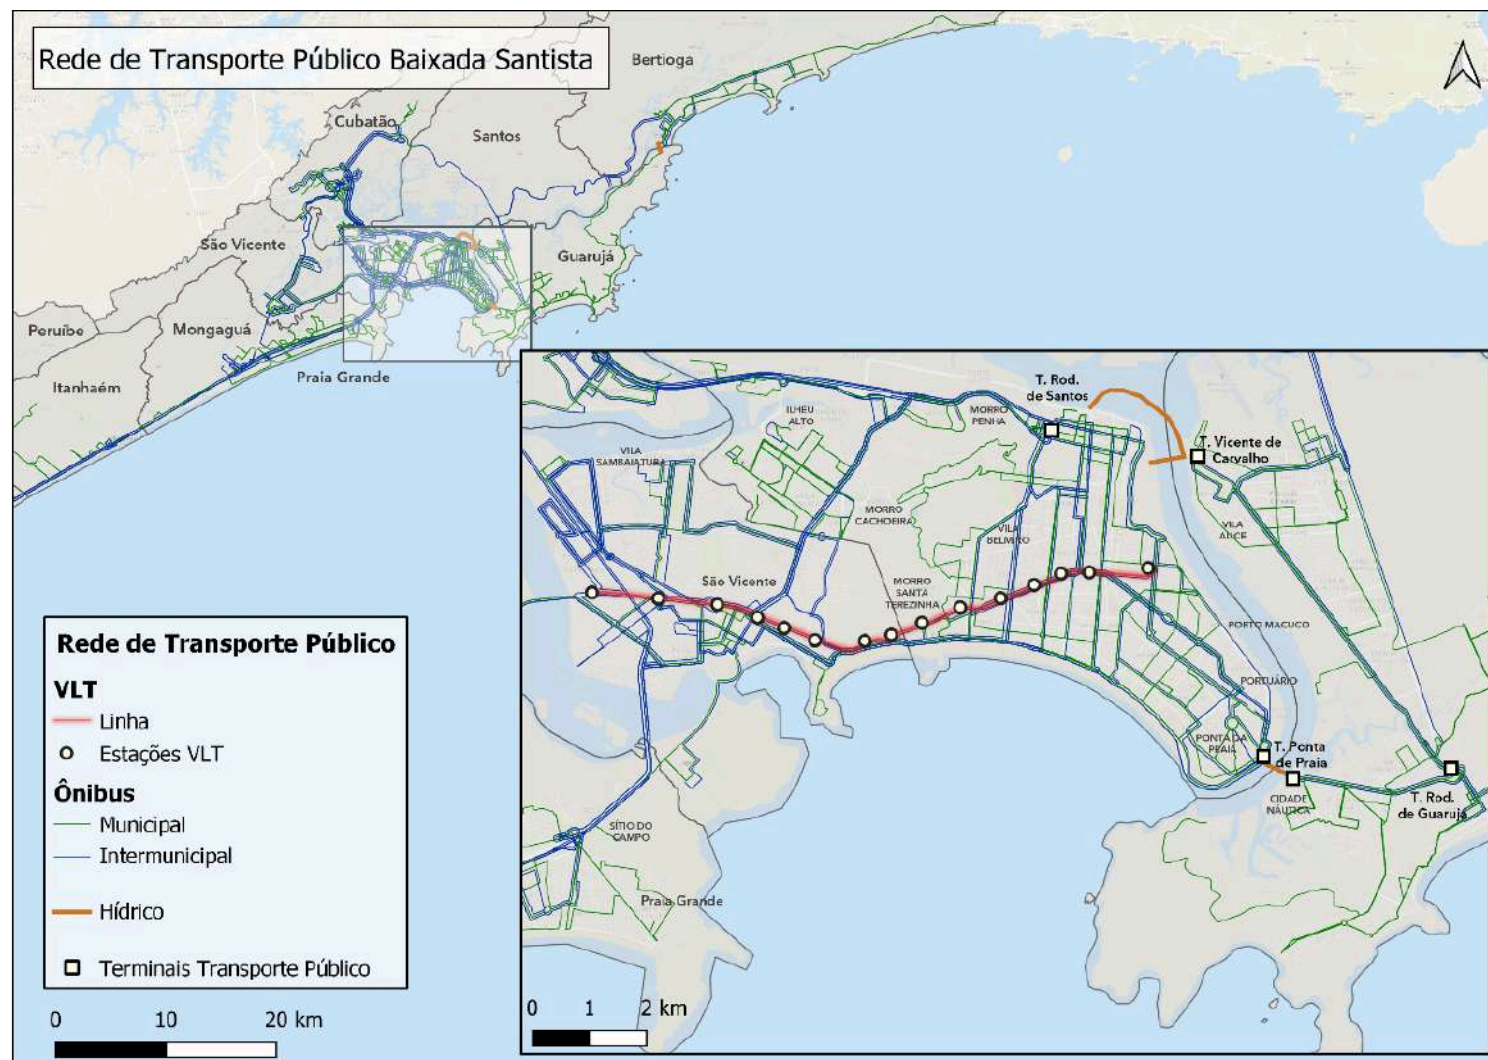 Rede de Transporte Público Baixada Santista
Bertioga
Cubatão
Santos
São Vicente
Guarujá
Peruíbe
Mongaguá
Itanhaém
Praia Grande
T. Rod.
de Santos
ILHEU
ALTO
MORRO
PENHA
T. Vicente de
Carvalho
VILA
SAMBAIATUBA
MORRO
CACHOEIRA
VILA
BELMIRO
VILA
ALICE
São Vicente
MORRO
SANTA
TEREZINHA
PORTO MACUCO
PORTUÁRIO
PONTA DA
PRAIA
T. Ponta
de Praia
CIDADE
NÁUTICA
T. Rod.
de Guarujá
SÍTIO DO
CAMPO
Praia Grande
0 1 2 km
Rede de Transporte Público
VLT
Linha
Estações VLT
Ônibus
Municipal
Intermunicipal
Hídrico
Terminais Transporte Público
0 10 20 km